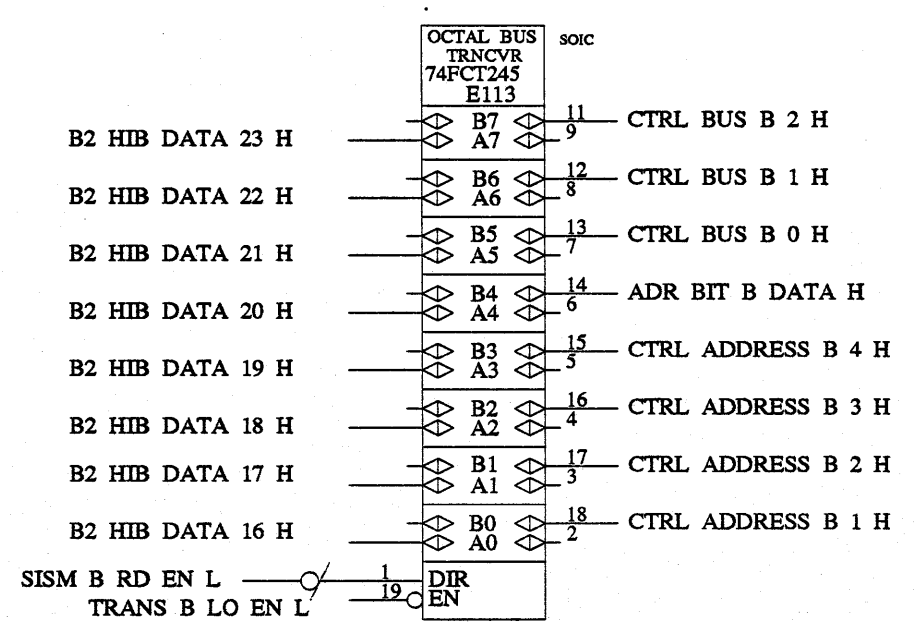 OCTAL BUS SOIC
TRNCVR
74FCT245
E113
B7 11 CTRL BUS B 2 H
B2 HIB DATA 23 H A7 9
B6 12 CTRL BUS B 1 H
B2 HIB DATA 22 H A6 8
B5 13 CTRL BUS B 0 H
B2 HIB DATA 21 H A5 7
B4 14 ADR BIT B DATA H
B2 HIB DATA 20 H A4 6
B3 15 CTRL ADDRESS B 4 H
B2 HIB DATA 19 H A3 5
B2 16 CTRL ADDRESS B 3 H
B2 HIB DATA 18 H A2 4
B1 17 CTRL ADDRESS B 2 H
B2 HIB DATA 17 H A1 3
B0 18 CTRL ADDRESS B 1 H
B2 HIB DATA 16 H A0 2
SISM B RD EN L 1 DIR
TRANS B LO EN L 19 EN